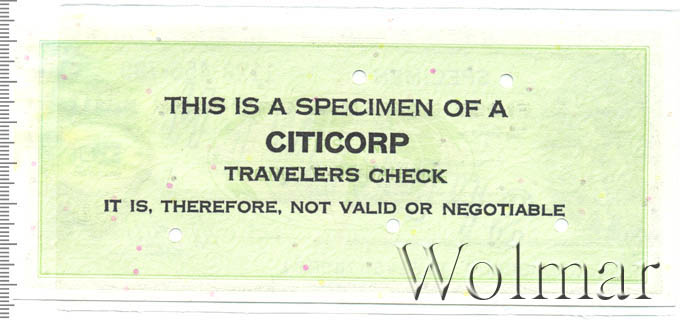 THIS IS A SPECIMEN OF A
CITICORP
TRAVELERS CHECK
IT IS, THEREFORE, NOT VALID OR NEGOTIABLE
Wolmar